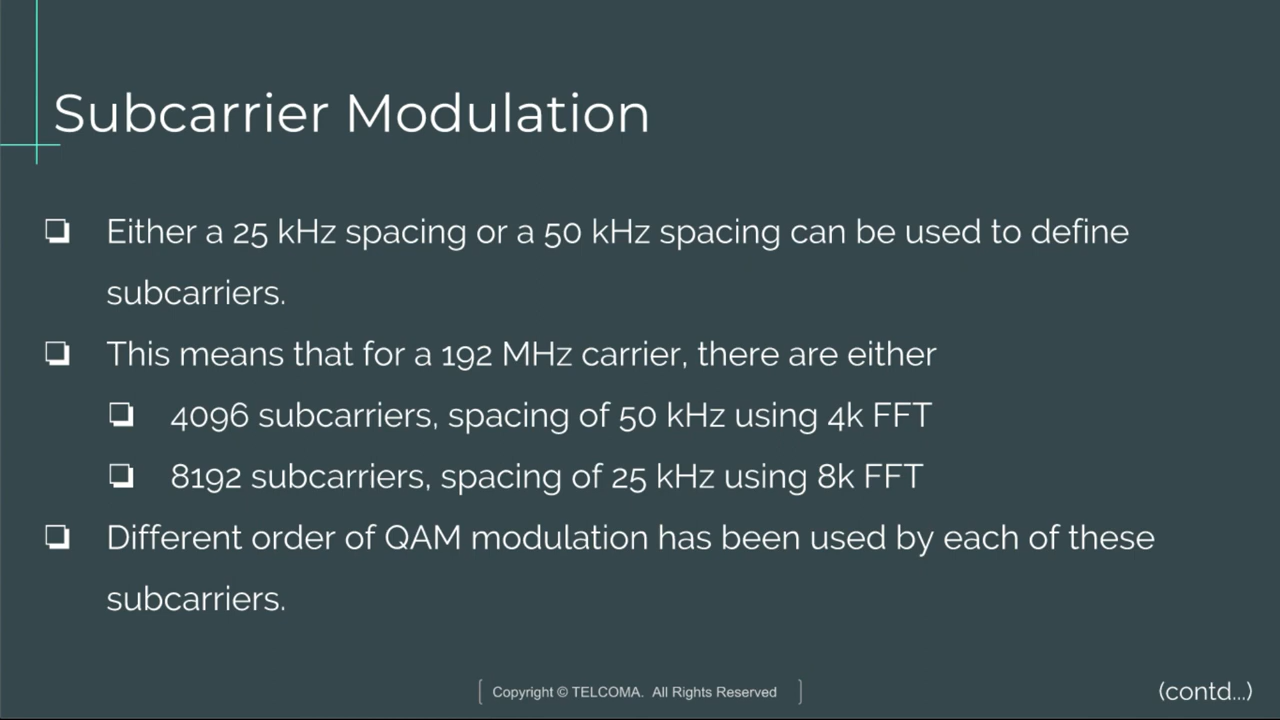 Subcarrier Modulation
Either a 25 kHz spacing or a 50 kHz spacing can be used to define
subcarriers.
This means that for a 192 MHz carrier, there are either
4096 subcarriers, spacing of 50 kHz using 4k FFT
8192 subcarriers, spacing of 25 kHz using 8k FFT
Different order of QAM modulation has been used by each of these
subcarriers.
Copyright © TELCOMA. All Rights Reserved
(contd...)